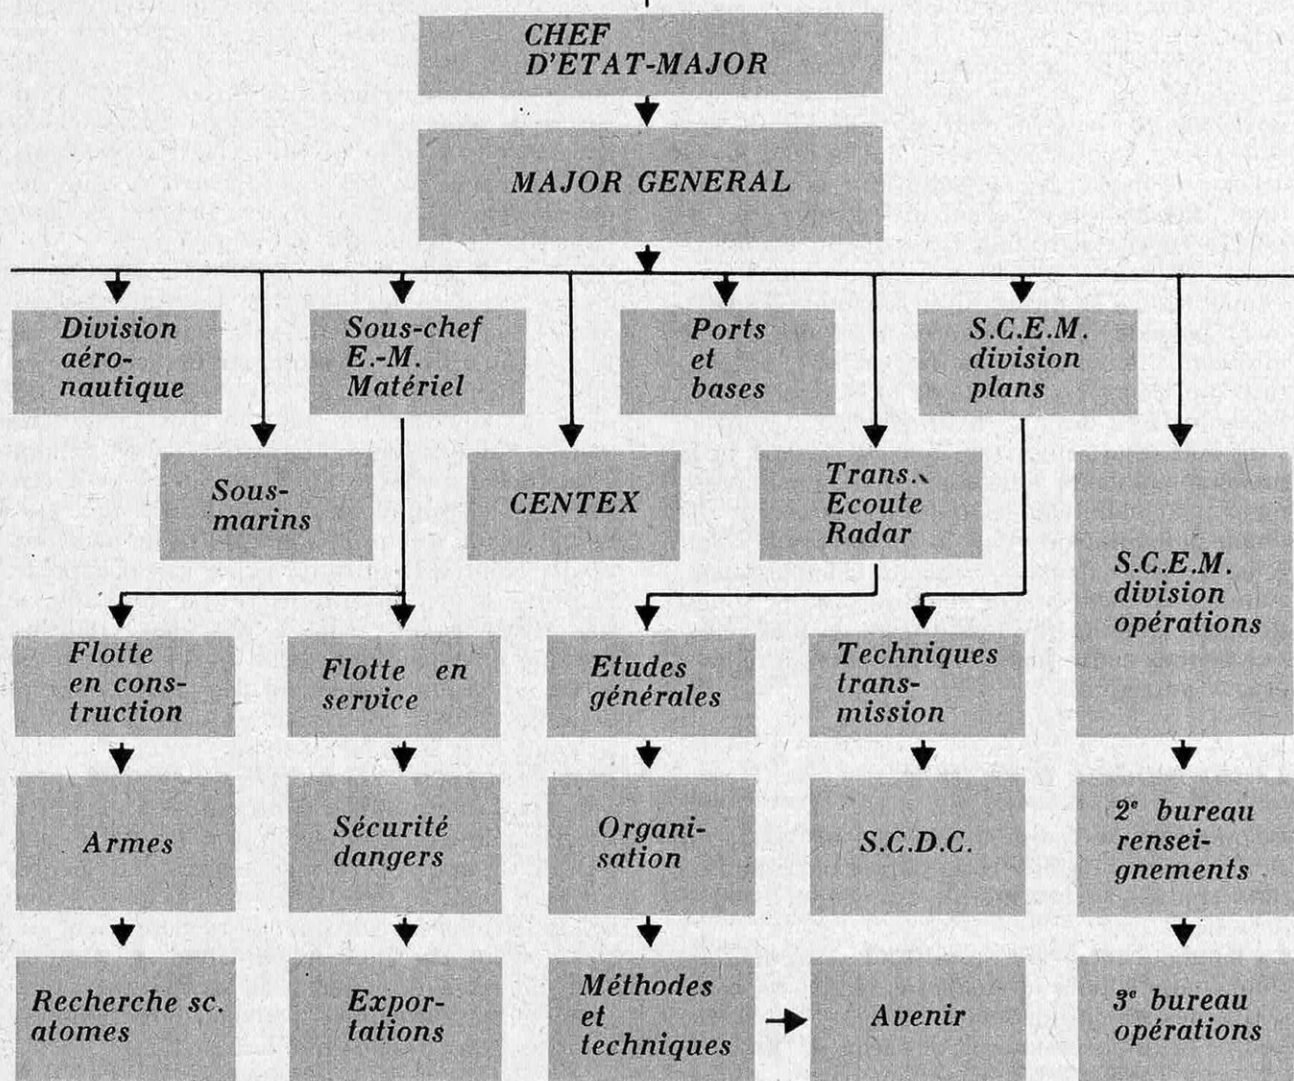 CHEF
D'ETAT-MAJOR
MAJOR GENERAL
Division
aéro-
nautique
Sous-chef
E.-M.
Matériel
Ports
et
bases
S.C.E.M.
division
plans
Sous-
marins
CENTEX
Trans.
Ecoute
Radar
S.C.E.M.
division
opérations
Flotte
en cons-
truction
Flotte en
service
Etudes
générales
Techniques
trans-
mission
Armes
Sécurité
dangers
Organi-
sation
S.C.D.C.
2e bureau
rensei-
gnements
Recherche sc.
atomes
Expor-
tations
Méthodes
et
techniques
Avenir
3e bureau
opérations